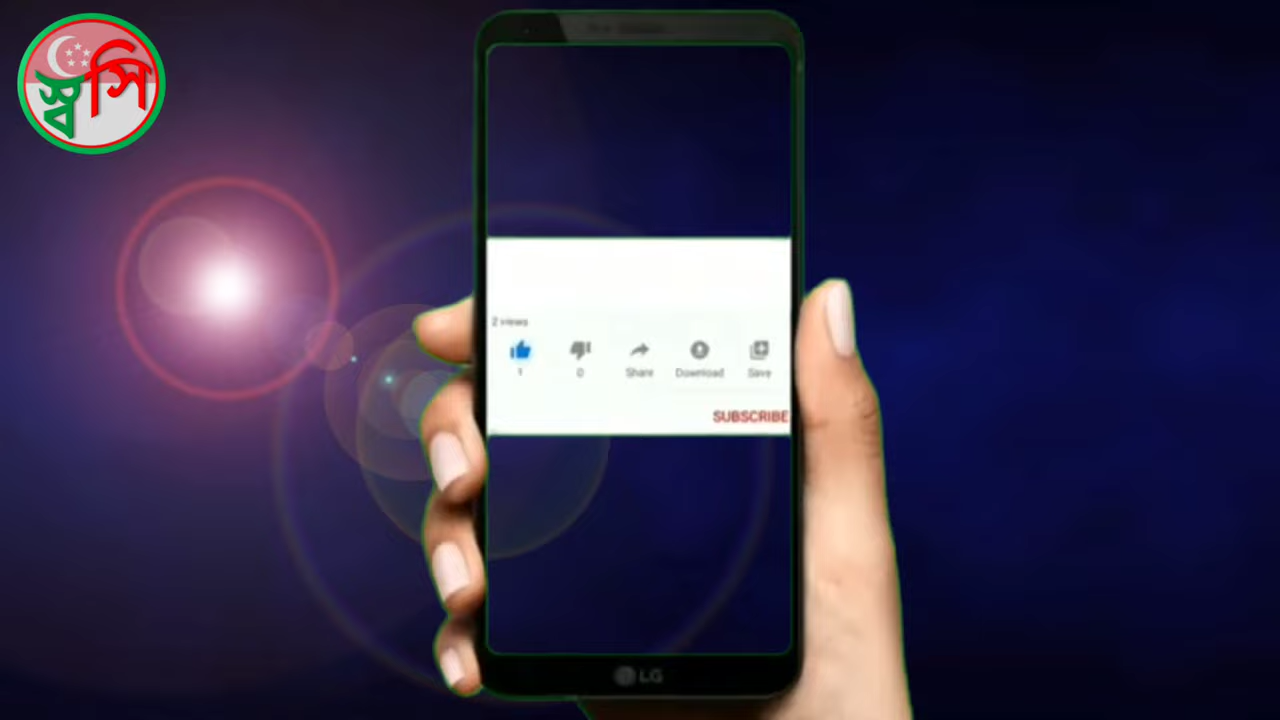 স্ব সি
2 views
1 0 Share Download Save
SUBSCRIBE
LG